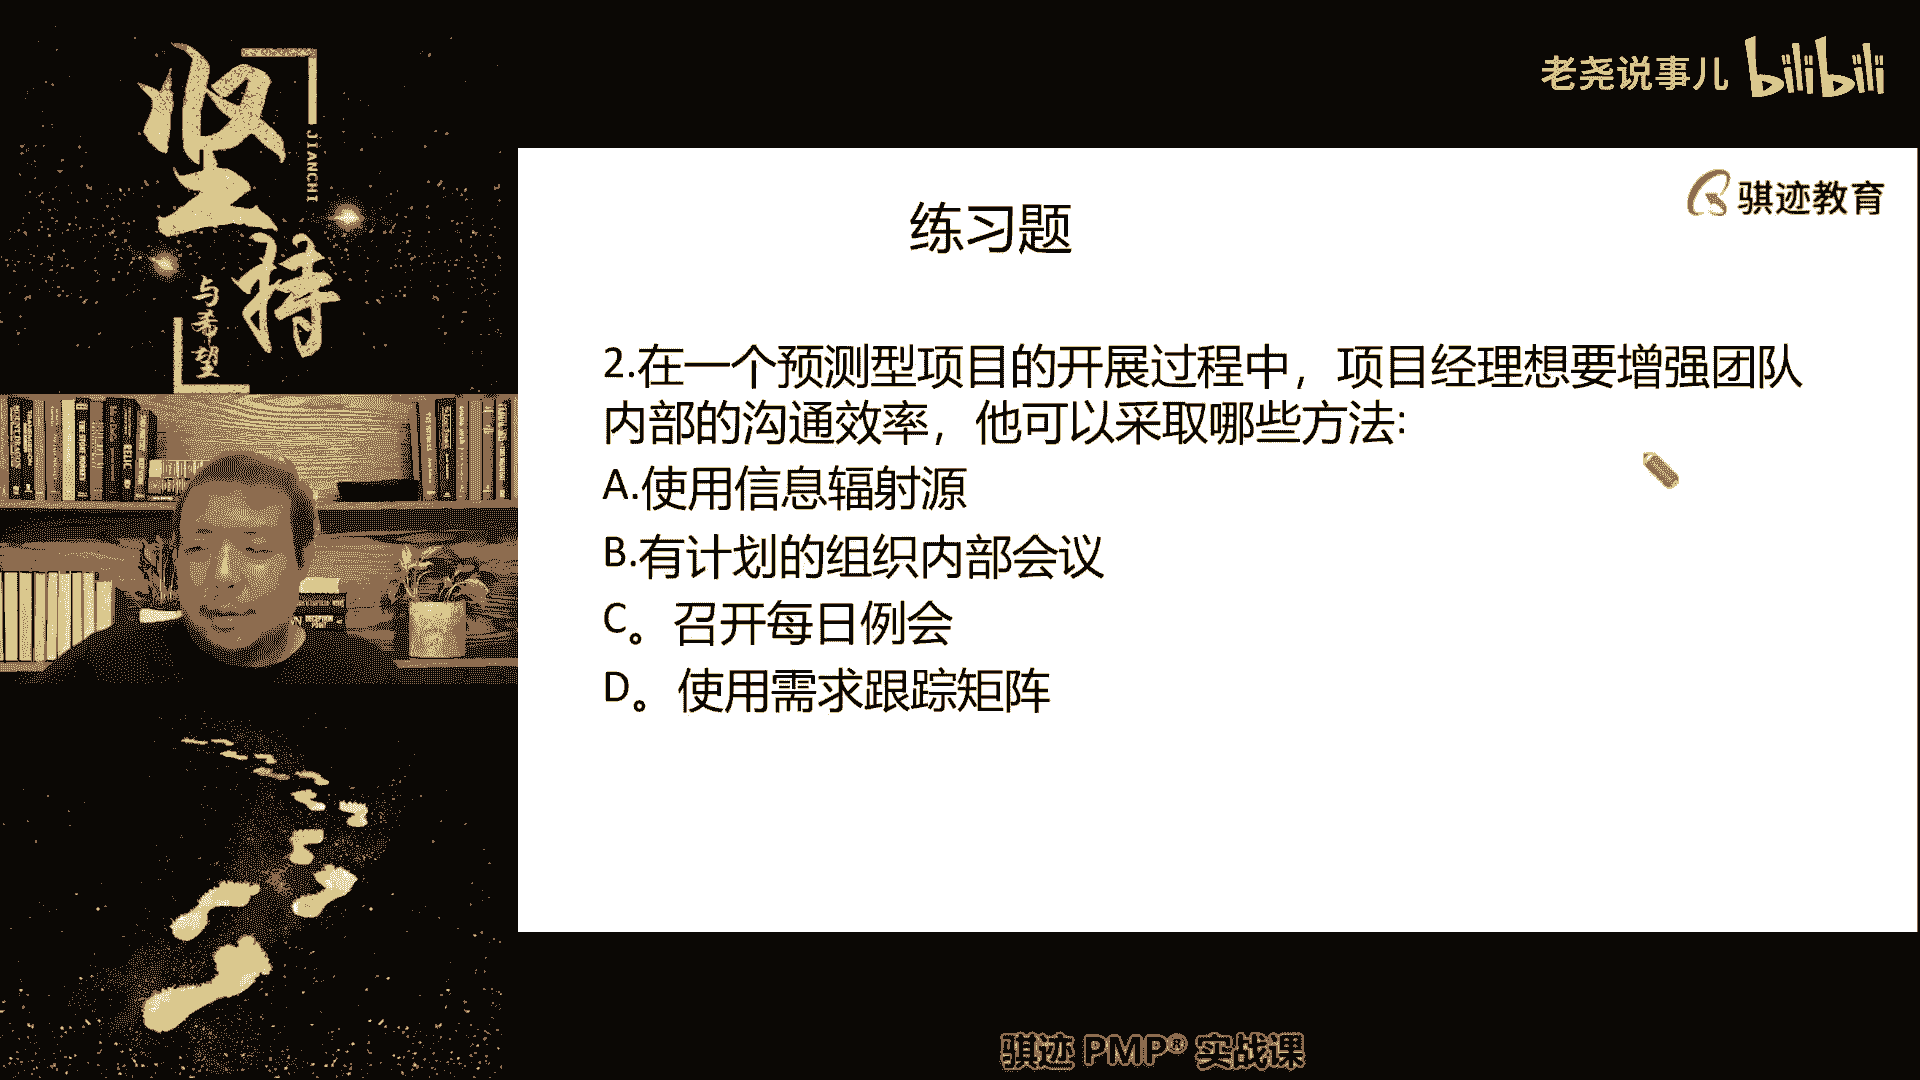 坚持
JIANCHI
与希望
老尧说事儿 bilibili
骐迹教育
练习题
2.在一个预测型项目的开展过程中，项目经理想要增强团队
内部的沟通效率，他可以采取哪些方法:
A.使用信息辐射源
B.有计划的组织内部会议
C。召开每日例会
D。使用需求跟踪矩阵
骐迹 PMP® 实战课